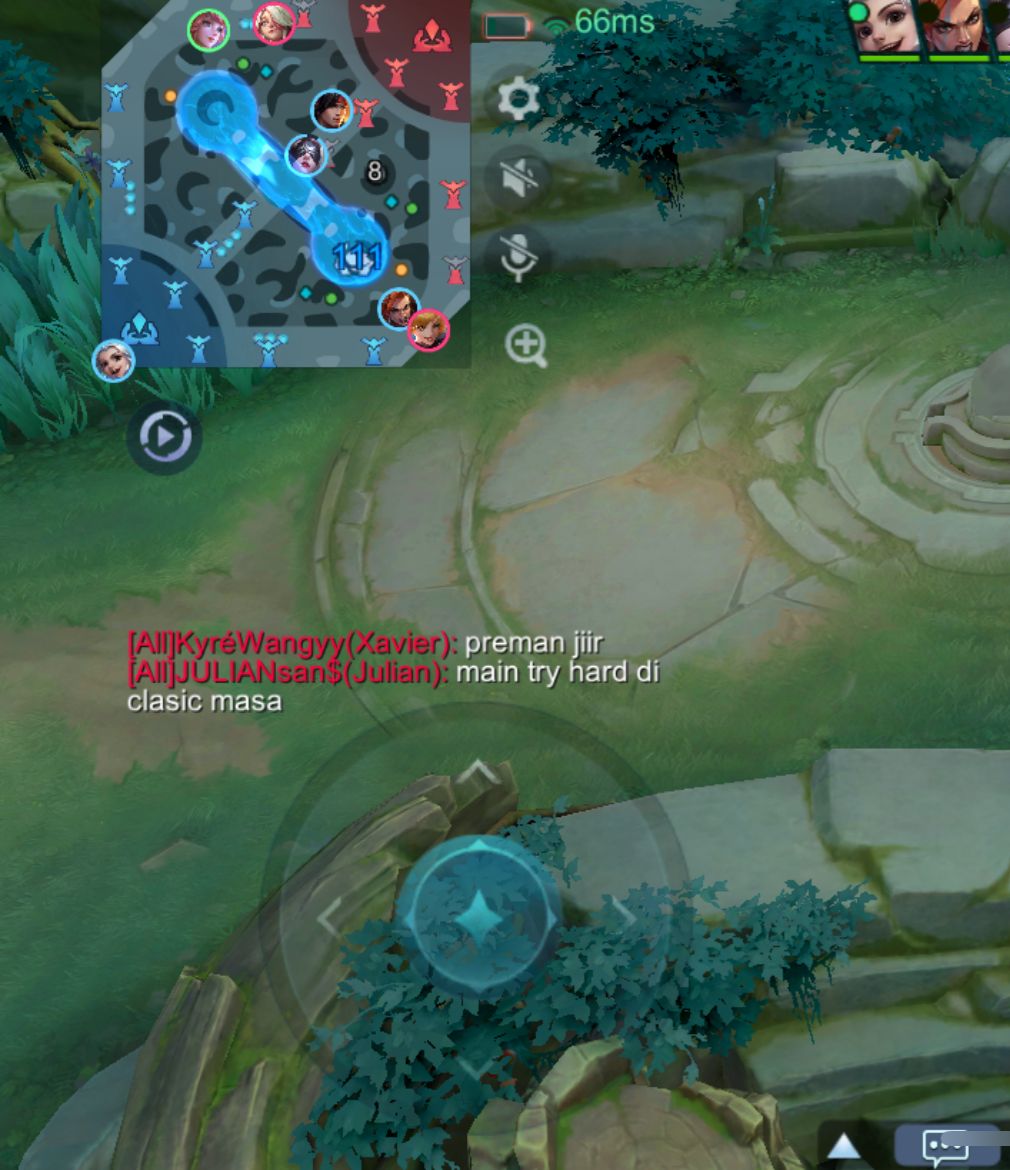 66ms
8
111
[All]KyréWangyy(Xavier): preman jiir
[All]JULIANsan$(Julian): main try hard di
clasic masa